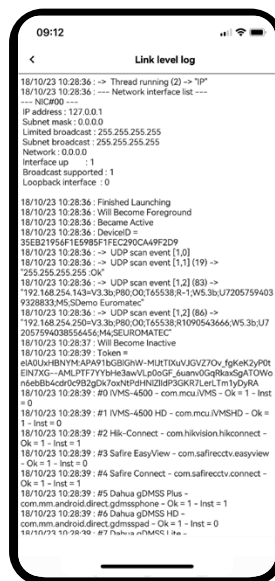 09:12
Link level log
18/10/23 10:28:36 : -> Thread running (2) -> "IP"
18/10/23 10:28:36 : --- Network interface list ---
--- NIC#00 ---
IP address : 127.0.0.1
Subnet mask : 0.0.0.0
Limited broadcast : 255.255.255.255
Subnet broadcast : 255.255.255.255
Network : 0.0.0.0
Interface up : 1
Broadcast supported : 1
Loopback interface : 0
18/10/23 10:28:36 : Finished Launching
18/10/23 10:28:36 : Will Become Foreground
18/10/23 10:28:36 : Became Active
18/10/23 10:28:36 : DeviceID =
35EB21956F1E5985F1FEC290CA49F2D9
18/10/23 10:28:36 : -> UDP scan event [1,0]
18/10/23 10:28:36 : -> UDP scan event [1,1] (19) ->
"255.255.255.255 :Ok"
18/10/23 10:28:36 : -> UDP scan event [1,2] (83) ->
"192.168.254.143=V3.3b;P80;O0;T65538;R-1;W5.3b;U7205759403
9328833;M5;SDemo Euromatec"
18/10/23 10:28:36 : -> UDP scan event [1,2] (86) ->
"192.168.254.250=V3.3b;P80;O0;T65538;R1090543666;W5.3b;U7
2057594038556456;M4;SEUROMATEC"
18/10/23 10:28:37 : Will Become Inactive
18/10/23 10:28:39 : Token =
18/10/23 10:28:39 : #0 iVMS-4500 - com.mcu.iVMS - Ok = 1 - Inst
= 0
18/10/23 10:28:39 : #1 iVMS-4500 HD - com.mcu.iVMSHD - Ok =
1 - Inst = 0
18/10/23 10:28:39 : #2 Hik-Connect - com.hikvision.hikconnect -
Ok = 1 - Inst = 1
18/10/23 10:28:39 : #3 Safire EasyView - com.safirecctv.easyview
- Ok = 1 - Inst = 0
18/10/23 10:28:39 : #4 Safire Connect - com.safirecctv.connect -
Ok = 1 - Inst = 0
18/10/23 10:28:39 : #5 Dahua gDMSS Plus -
com.mm.android.direct.gdmssphone - Ok = 1 - Inst = 1
18/10/23 10:28:39 : #6 Dahua gDMSS HD -
com.mm.android.direct.gdmsspad - Ok = 1 - Inst = 0
18/10/23 10:28:39 : #7 Dahua iDMSS Lite -